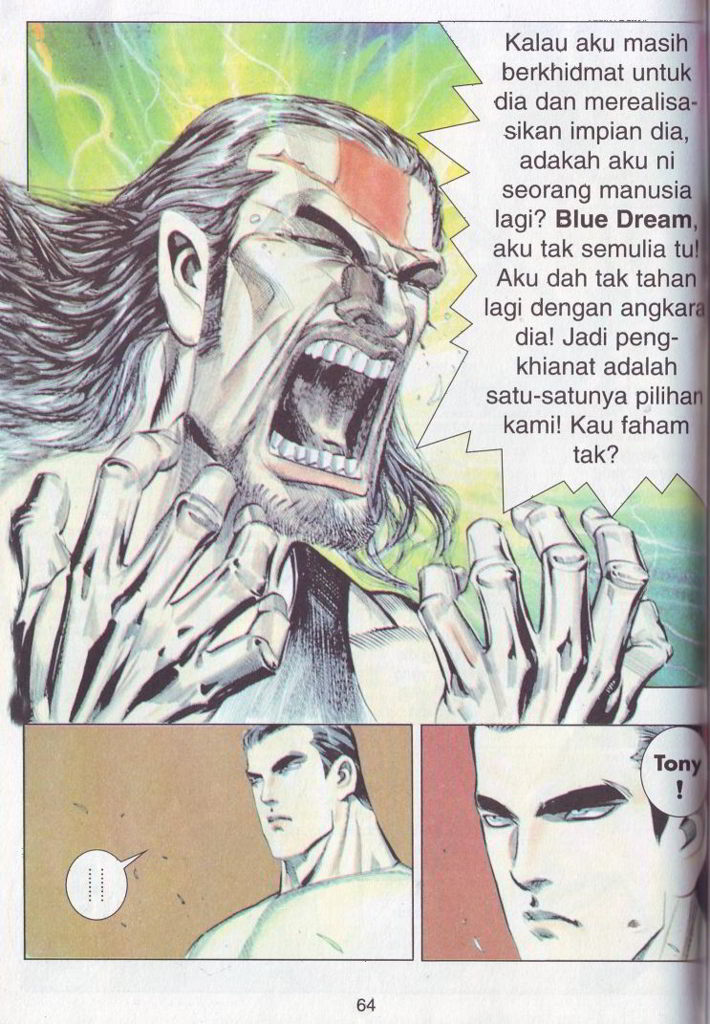 Kalau aku masih
berkhidmat untuk
dia dan merealisa-
sikan impian dia,
adakah aku ni
seorang manusia
lagi? Blue Dream,
aku tak semulia tu!
Aku dah tak tahan
lagi dengan angkara
dia! Jadi peng-
khianat adalah
satu-satunya pilihan
kami! Kau faham
tak?
Tony
!
64